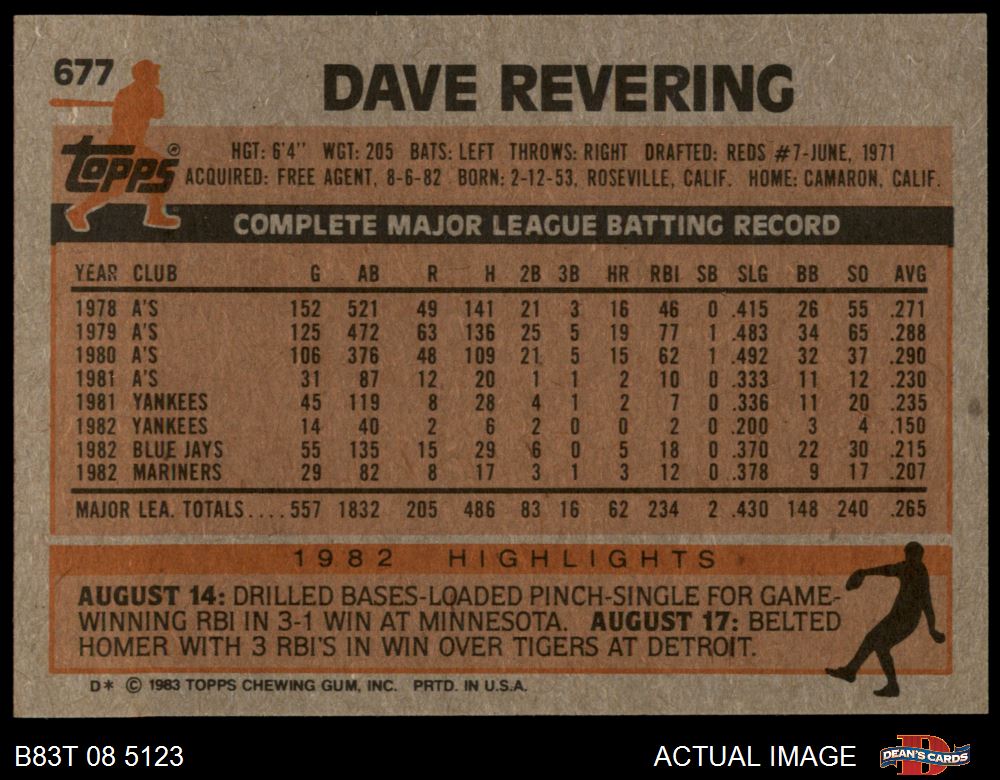 677
DAVE REVERING
topps®
HGT: 6'4" WGT: 205 BATS: LEFT THROWS: RIGHT DRAFTED: REDS #7-JUNE, 1971
ACQUIRED: FREE AGENT, 8-6-82 BORN: 2-12-53, ROSEVILLE, CALIF. HOME: CAMARON, CALIF.
COMPLETE MAJOR LEAGUE BATTING RECORD
YEAR CLUB G AB R H 2B 3B HR RBI SB SLG BB SO AVG
1978 A'S 152 521 49 141 21 3 16 46 0 .415 26 55 .271
1979 A'S 125 472 63 136 25 5 19 77 1 .483 34 65 .288
1980 A'S 106 376 48 109 21 5 15 62 1 .492 32 37 .290
1981 A'S 31 87 12 20 1 1 2 10 0 .333 11 12 .230
1981 YANKEES 45 119 8 28 4 1 2 7 0 .336 11 20 .235
1982 YANKEES 14 40 2 6 2 0 0 2 0 .200 3 4 .150
1982 BLUE JAYS 55 135 15 29 6 0 5 18 0 .370 22 30 .215
1982 MARINERS 29 82 8 17 3 1 3 12 0 .378 9 17 .207
MAJOR LEA. TOTALS.... 557 1832 205 486 83 16 62 234 2 .430 148 240 .265
1982 HIGHLIGHTS
AUGUST 14: DRILLED BASES-LOADED PINCH-SINGLE FOR GAME-
WINNING RBI IN 3-1 WIN AT MINNESOTA. AUGUST 17: BELTED
HOMER WITH 3 RBI'S IN WIN OVER TIGERS AT DETROIT.
D* © 1983 TOPPS CHEWING GUM, INC. PRTD. IN U.S.A.
B83T 08 5123
ACTUAL IMAGE
D
DEAN'S CARDS